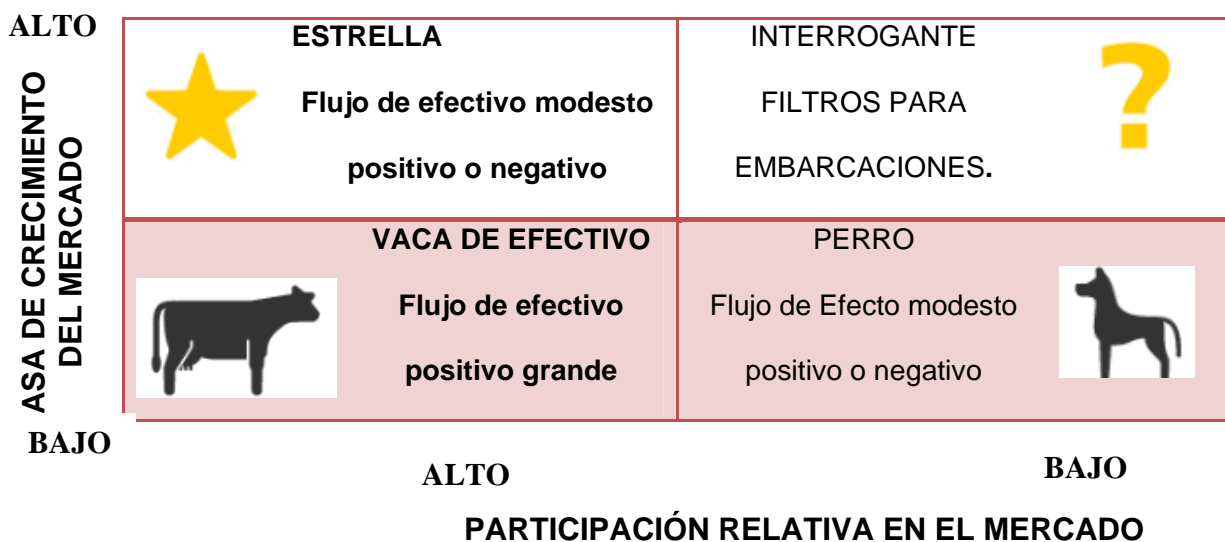 ALTO
ASA DE CRECIMIENTO
DEL MERCADO
ESTRELLA
Flujo de efectivo modesto
positivo o negativo
INTERROGANTE
FILTROS PARA
EMBARCACIONES.
?
VACA DE EFECTIVO
Flujo de efectivo
positivo grande
PERRO
Flujo de Efecto modesto
positivo o negativo
BAJO
ALTO
BAJO
PARTICIPACIÓN RELATIVA EN EL MERCADO